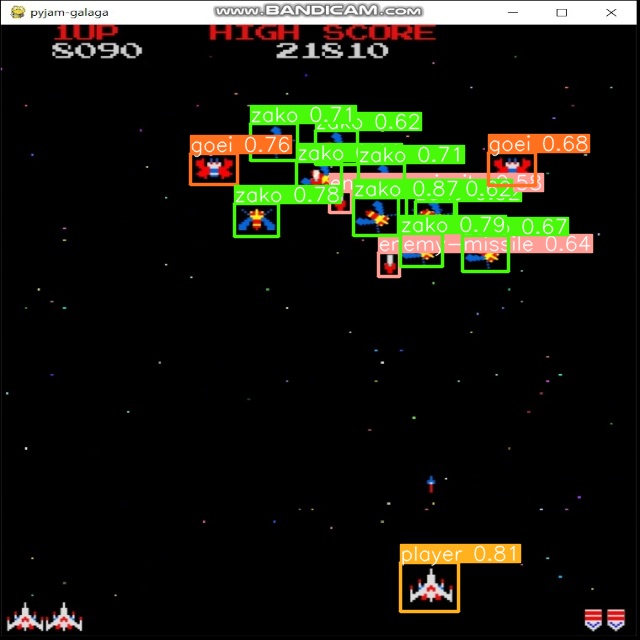 www.BANDICAM.com
pyjam-galaga
1UP HIGH SCORE
8090 21810
zako 0.71
zako 0.62
goei 0.76
goei 0.68
zako
zako 0.71
zako 0.78
zako 0.87
zako 0.79
0.67
enemy-missile 0.64
player 0.81